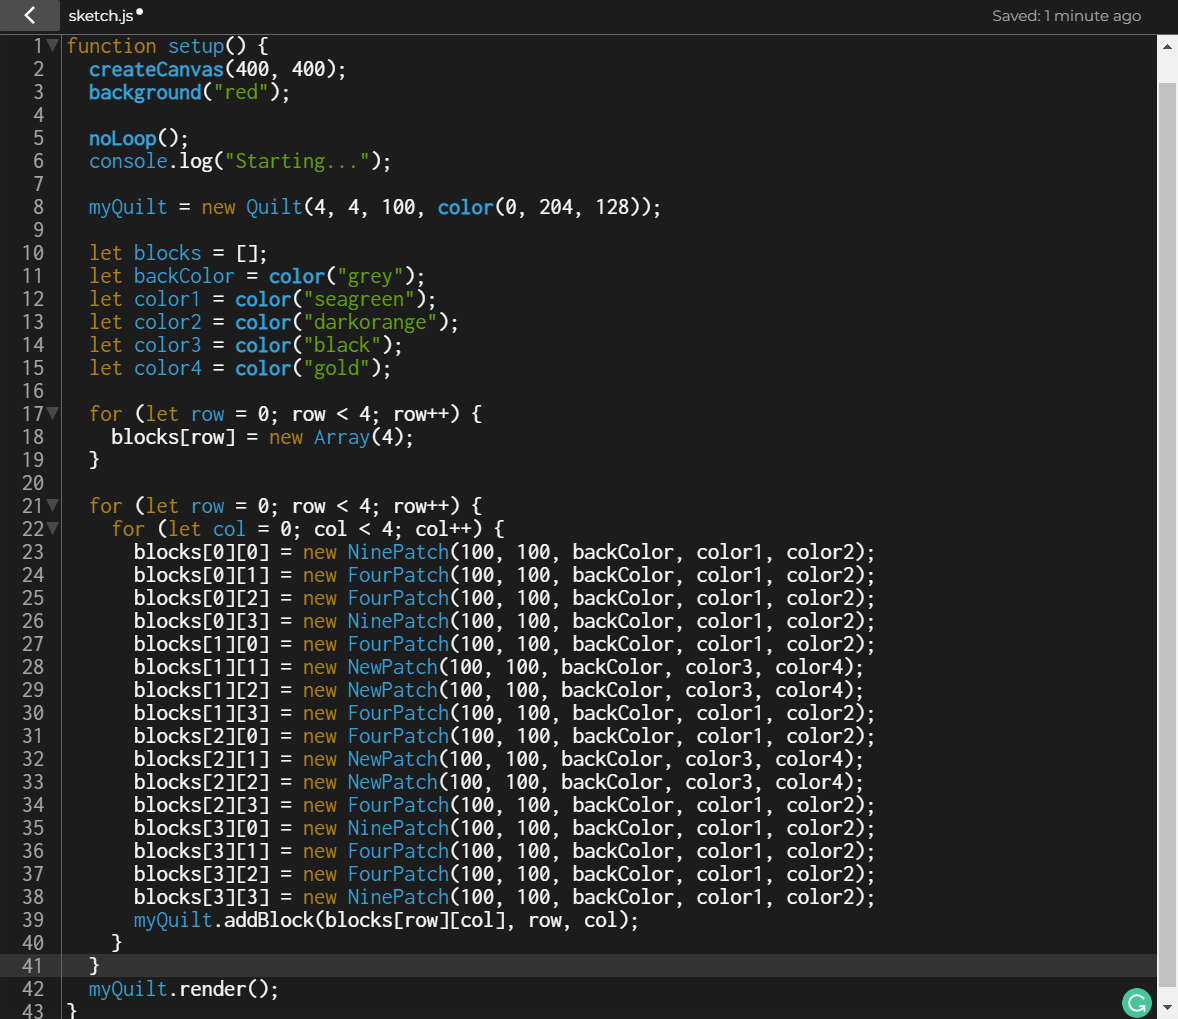 sketch.js
Saved: 1 minute ago
1 function setup() {
2   createCanvas(400, 400);
3   background("red");
4
5   noLoop();
6   console.log("Starting...");
7
8   myQuilt = new Quilt(4, 4, 100, color(0, 204, 128));
9
10   let blocks = [];
11   let backColor = color("grey");
12   let color1 = color("seagreen");
13   let color2 = color("darkorange");
14   let color3 = color("black");
15   let color4 = color("gold");
16
17   for (let row = 0; row < 4; row++) {
18     blocks[row] = new Array(4);
19   }
20
21   for (let row = 0; row < 4; row++) {
22     for (let col = 0; col < 4; col++) {
23       blocks[0][0] = new NinePatch(100, 100, backColor, color1, color2);
24       blocks[0][1] = new FourPatch(100, 100, backColor, color1, color2);
25       blocks[0][2] = new FourPatch(100, 100, backColor, color1, color2);
26       blocks[0][3] = new NinePatch(100, 100, backColor, color1, color2);
27       blocks[1][0] = new FourPatch(100, 100, backColor, color1, color2);
28       blocks[1][1] = new NewPatch(100, 100, backColor, color3, color4);
29       blocks[1][2] = new NewPatch(100, 100, backColor, color3, color4);
30       blocks[1][3] = new FourPatch(100, 100, backColor, color1, color2);
31       blocks[2][0] = new FourPatch(100, 100, backColor, color1, color2);
32       blocks[2][1] = new NewPatch(100, 100, backColor, color3, color4);
33       blocks[2][2] = new NewPatch(100, 100, backColor, color3, color4);
34       blocks[2][3] = new FourPatch(100, 100, backColor, color1, color2);
35       blocks[3][0] = new NinePatch(100, 100, backColor, color1, color2);
36       blocks[3][1] = new FourPatch(100, 100, backColor, color1, color2);
37       blocks[3][2] = new FourPatch(100, 100, backColor, color1, color2);
38       blocks[3][3] = new NinePatch(100, 100, backColor, color1, color2);
39       myQuilt.addBlock(blocks[row][col], row, col);
40     }
41   }
42   myQuilt.render();
43 }